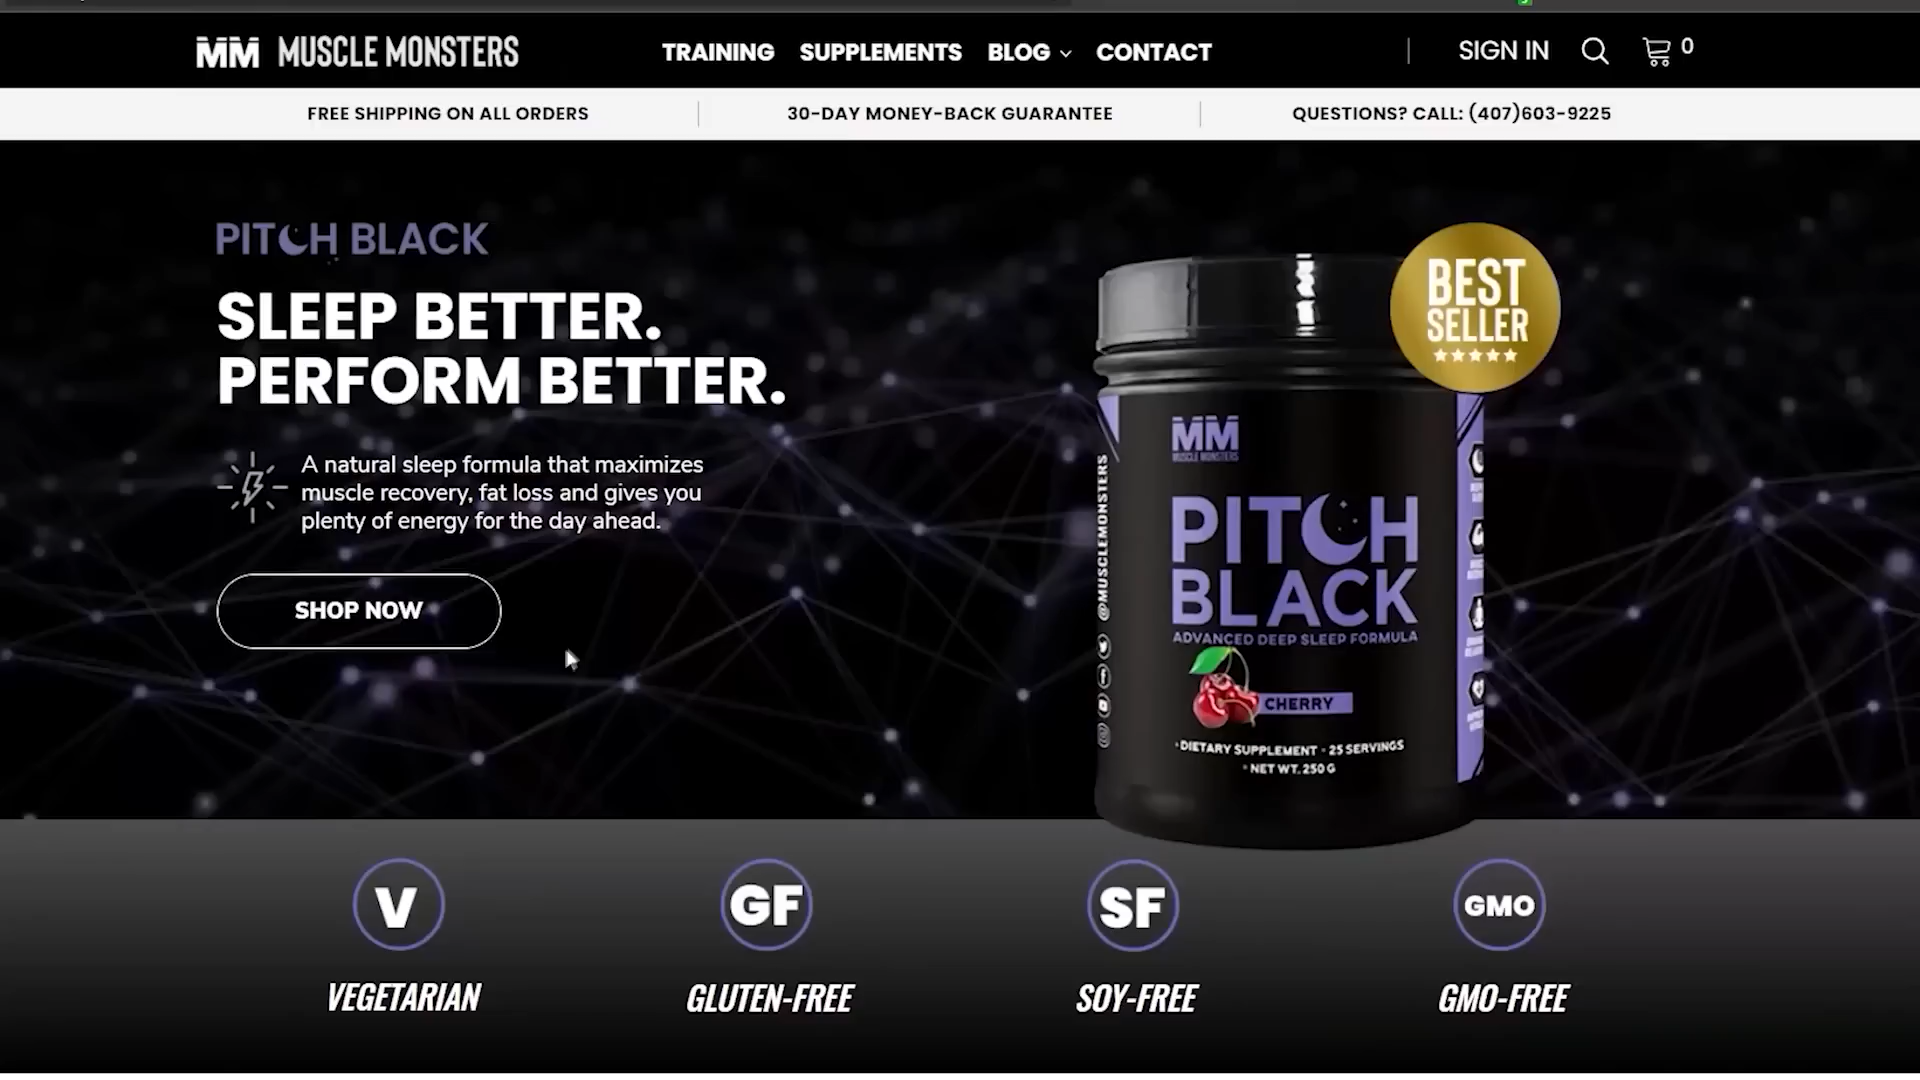 MM MUSCLE MONSTERS
TRAINING SUPPLEMENTS BLOG CONTACT
SIGN IN
0
FREE SHIPPING ON ALL ORDERS
30-DAY MONEY-BACK GUARANTEE
QUESTIONS? CALL: (407)603-9225
PITCH BLACK
SLEEP BETTER.
PERFORM BETTER.
A natural sleep formula that maximizes
muscle recovery, fat loss and gives you
plenty of energy for the day ahead.
SHOP NOW
BEST
SELLER
MM
MUSCLE MONSTERS
@MUSCLEMONSTERS
PITCH
BLACK
ADVANCED DEEP SLEEP FORMULA
CHERRY
• DIETARY SUPPLEMENT • 25 SERVINGS
• NET WT. 250 G
V
VEGETARIAN
GF
GLUTEN-FREE
SF
SOY-FREE
GMO
GMO-FREE